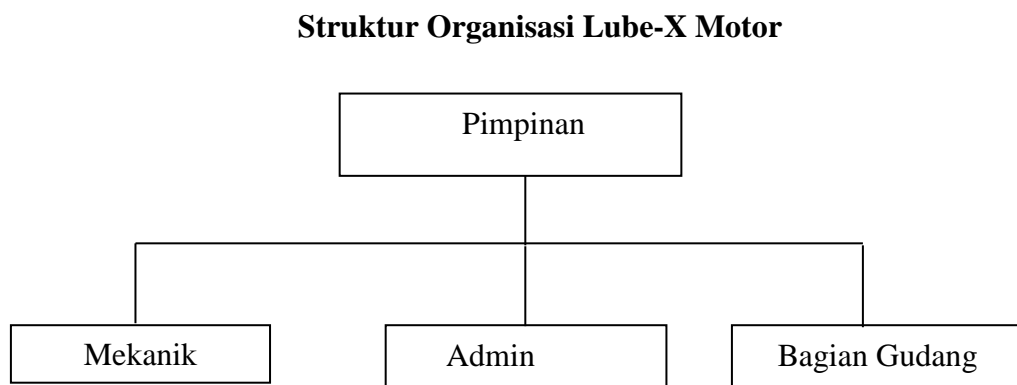 Struktur Organisasi Lube-X Motor
Pimpinan
Mekanik
Admin
Bagian Gudang